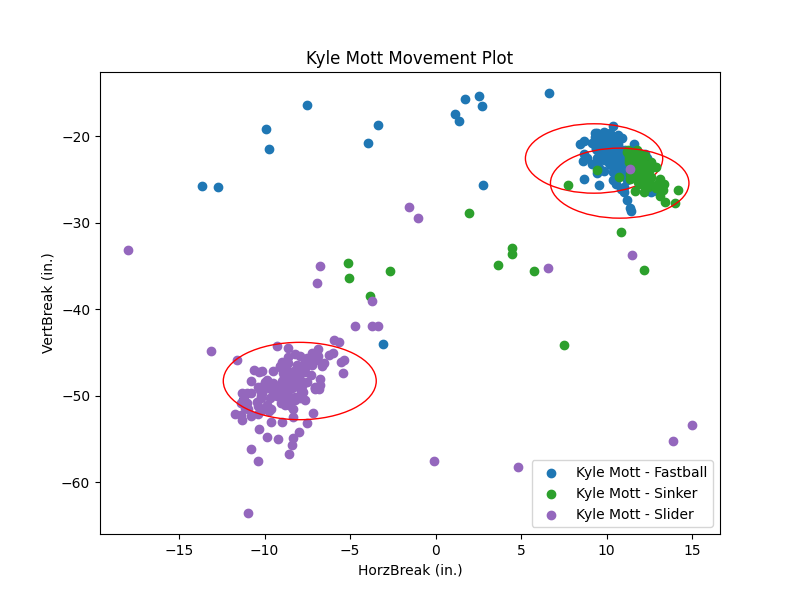 Kyle Mott Movement Plot
VertBreak (in.)
−20
−30
−40
−50
−60
−15
−10
−5
0
5
10
15
HorzBreak (in.)
Kyle Mott - Fastball
Kyle Mott - Sinker
Kyle Mott - Slider